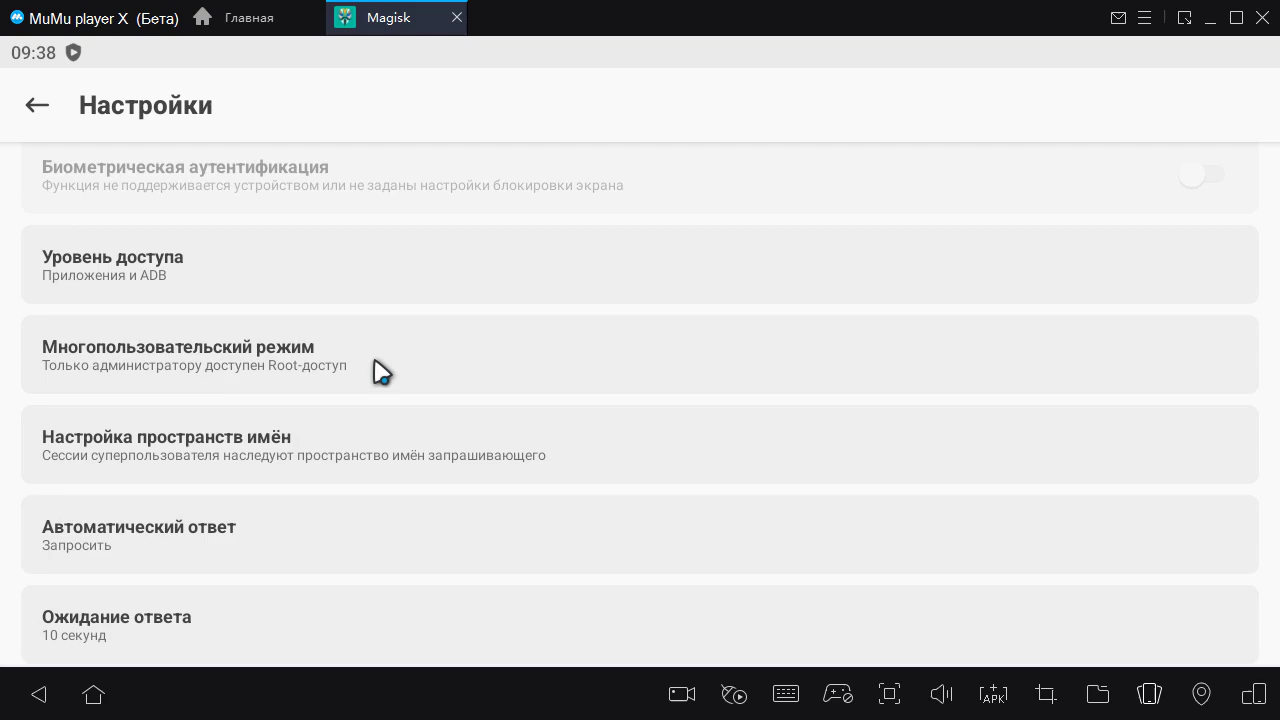 MuMu player X (Бета)
Главная
Magisk
09:38
Настройки
Биометрическая аутентификация
Функция не поддерживается устройством или не заданы настройки блокировки экрана
Уровень доступа
Приложения и ADB
Многопользовательский режим
Только администратору доступен Root-доступ
Настройка пространств имён
Сессии суперпользователя наследуют пространство имён запрашивающего
Автоматический ответ
Запросить
Ожидание ответа
10 секунд
APK